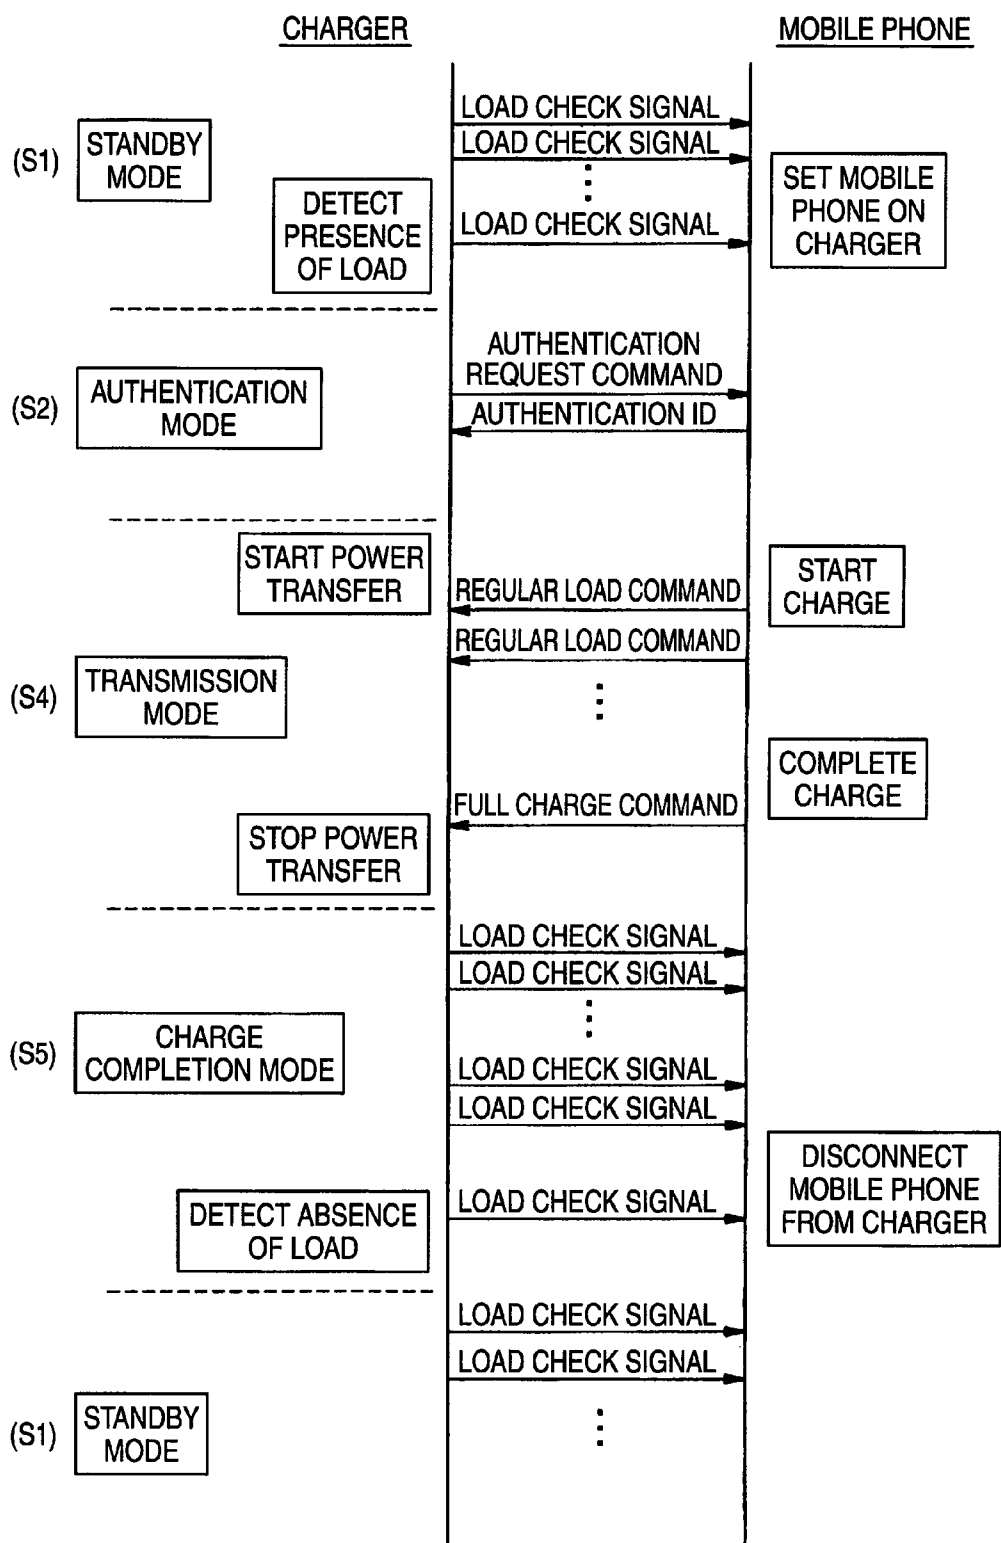 CHARGER
MOBILE PHONE
LOAD CHECK SIGNAL
(S1)
STANDBY
MODE
LOAD CHECK SIGNAL
DETECT
PRESENCE
OF LOAD
LOAD CHECK SIGNAL
SET MOBILE
PHONE ON
CHARGER
(S2)
AUTHENTICATION
MODE
AUTHENTICATION
REQUEST COMMAND
AUTHENTICATION ID
START POWER
TRANSFER
REGULAR LOAD COMMAND
START
CHARGE
REGULAR LOAD COMMAND
(S4)
TRANSMISSION
MODE
COMPLETE
CHARGE
FULL CHARGE COMMAND
STOP POWER
TRANSFER
LOAD CHECK SIGNAL
LOAD CHECK SIGNAL
(S5)
CHARGE
COMPLETION MODE
LOAD CHECK SIGNAL
LOAD CHECK SIGNAL
DISCONNECT
MOBILE PHONE
FROM CHARGER
DETECT ABSENCE
OF LOAD
LOAD CHECK SIGNAL
LOAD CHECK SIGNAL
LOAD CHECK SIGNAL
(S1)
STANDBY
MODE